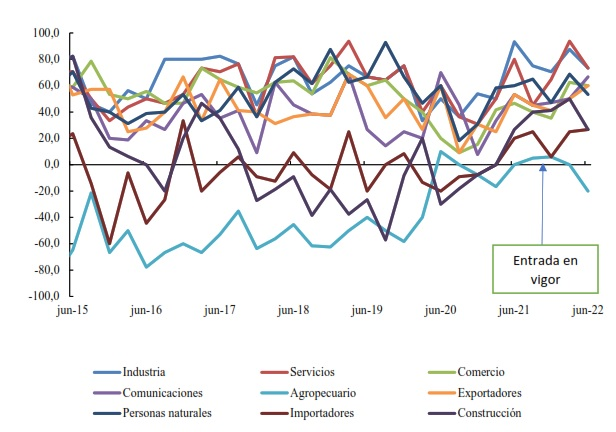 100,0
80,0
60,0
40,0
20,0
0,0
-20,0
-40,0
-60,0
-80,0
-100,0
jun-15 jun-16 jun-17 jun-18 jun-19 jun-20 jun-21 jun-22
Entrada en
vigor
Industria Servicios Comercio
Comunicaciones Agropecuario Exportadores
Personas naturales Importadores Construcción